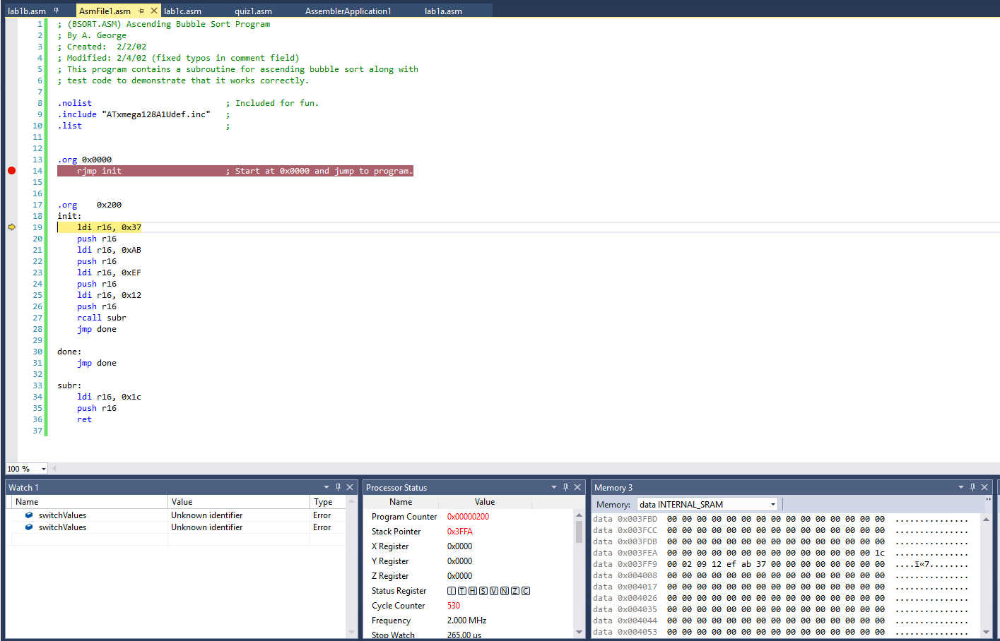 lab1b.asm AsmFile1.asm lab1c.asm quiz1.asm AssemblerApplication1 lab1a.asm
1 ; (BSORT.ASM) Ascending Bubble Sort Program
2 ; By A. George
3 ; Created:  2/2/02
4 ; Modified: 2/4/02 (fixed typos in comment field)
5 ; This program contains a subroutine for ascending bubble sort along with
6 ; test code to demonstrate that it works correctly.
7
8 .nolist ; Included for fun.
9 .include "ATxmega128A1Udef.inc" ;
10 .list ;
11
12
13 .org 0x0000
14 rjmp init ; Start at 0x0000 and jump to program.
15
16
17 .org 0x200
18 init:
19 ldi r16, 0x37
20 push r16
21 ldi r16, 0xAB
22 push r16
23 ldi r16, 0xEF
24 push r16
25 ldi r16, 0x12
26 push r16
27 rcall subr
28 jmp done
29
30 done:
31 jmp done
32
33 subr:
34 ldi r16, 0x1c
35 push r16
36 ret
37
100 %
Watch 1
Name Value Type
switchValues Unknown identifier Error
switchValues Unknown identifier Error
Processor Status
Name Value
Program Counter 0x00000200
Stack Pointer 0x3FFA
X Register 0x0000
Y Register 0x0000
Z Register 0x0000
Status Register I T H S V N Z C
Cycle Counter 530
Frequency 2.000 MHz
Stop Watch 265.00 us
Memory 3
Memory: data INTERNAL_SRAM
data 0x003FBD 00 00 00 00 00 00 00 00 00 00 00 00 00 00 00 ...............
data 0x003FCC 00 00 00 00 00 00 00 00 00 00 00 00 00 00 00 ...............
data 0x003FDB 00 00 00 00 00 00 00 00 00 00 00 00 00 00 00 ...............
data 0x003FEA 00 00 00 00 00 00 00 00 00 00 00 00 00 00 1c ...............
data 0x003FF9 00 02 09 12 ef ab 37 00 00 00 00 00 00 00 00 ....ï«7........
data 0x004008 00 00 00 00 00 00 00 00 00 00 00 00 00 00 00 ...............
data 0x004017 00 00 00 00 00 00 00 00 00 00 00 00 00 00 00 ...............
data 0x004026 00 00 00 00 00 00 00 00 00 00 00 00 00 00 00 ...............
data 0x004035 00 00 00 00 00 00 00 00 00 00 00 00 00 00 00 ...............
data 0x004044 00 00 00 00 00 00 00 00 00 00 00 00 00 00 00 ...............
data 0x004053 00 00 00 00 00 00 00 00 00 00 00 00 00 00 00 ...............